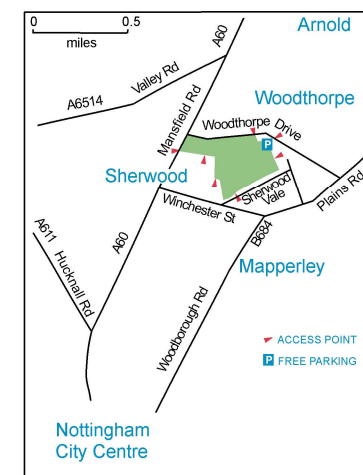 0 0.5
miles
Arnold
A60
Valley Rd
A6514
Woodthorpe
Mansfield Rd
Woodthorpe Drive
P
Sherwood
Sherwood
Vale
Plains Rd
Winchester St
A611
Hucknall Rd
A60
B684
Mapperley
Woodborough Rd
ACCESS POINT
P FREE PARKING
Nottingham
City Centre